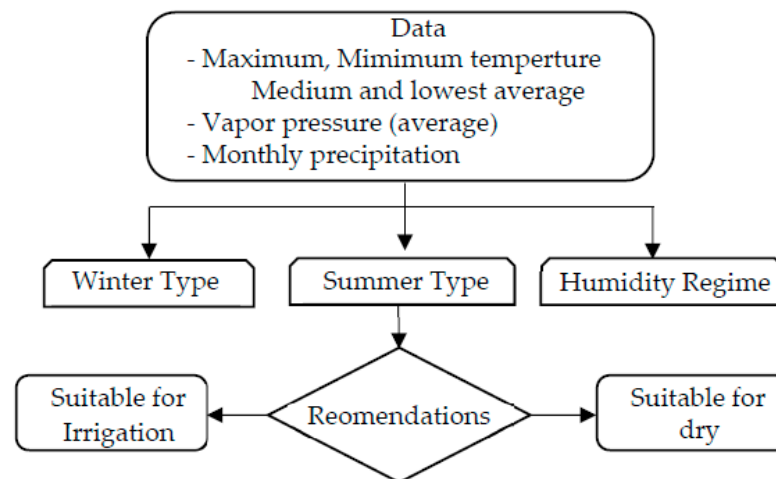 Data
- Maximum, Mimimum temperture
Medium and lowest average
- Vapor pressure (average)
- Monthly precipitation
Winter Type
Summer Type
Humidity Regime
Suitable for
Irrigation
Reomendations
Suitable for
dry